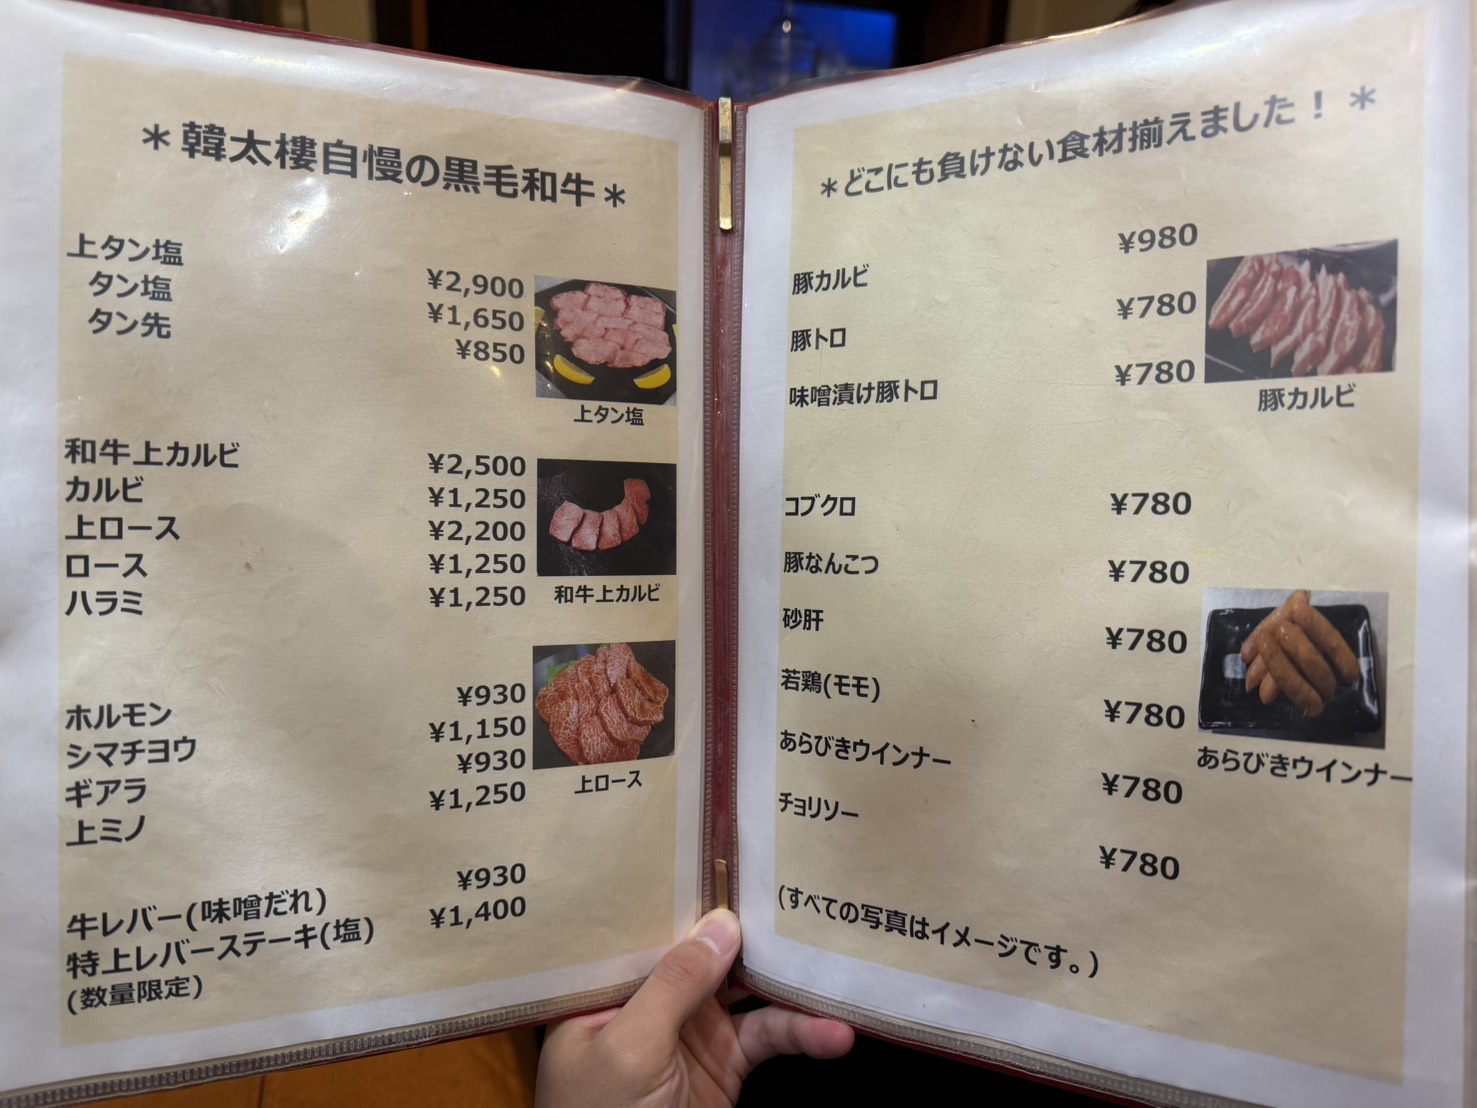 ＊韓太樓自慢の黒毛和牛＊
上タン塩 ¥2,900
タン塩 ¥1,650
タン先 ¥850
上タン塩
和牛上カルビ ¥2,500
カルビ ¥1,250
上ロース ¥2,200
ロース ¥1,250
ハラミ ¥1,250
和牛上カルビ
ホルモン ¥930
シマチヨウ ¥1,150
ギアラ ¥930
上ミノ ¥1,250
上ロース
牛レバー(味噌だれ) ¥930
特上レバーステーキ(塩) ¥1,400
(数量限定)
＊どこにも負けない食材揃えました！＊
豚カルビ ¥980
豚トロ ¥780
味噌漬け豚トロ ¥780
豚カルビ
コブクロ ¥780
豚なんこつ ¥780
砂肝 ¥780
若鶏(モモ) ¥780
あらびきウインナー ¥780
チョリソー ¥780
あらびきウインナー
(すべての写真はイメージです。)